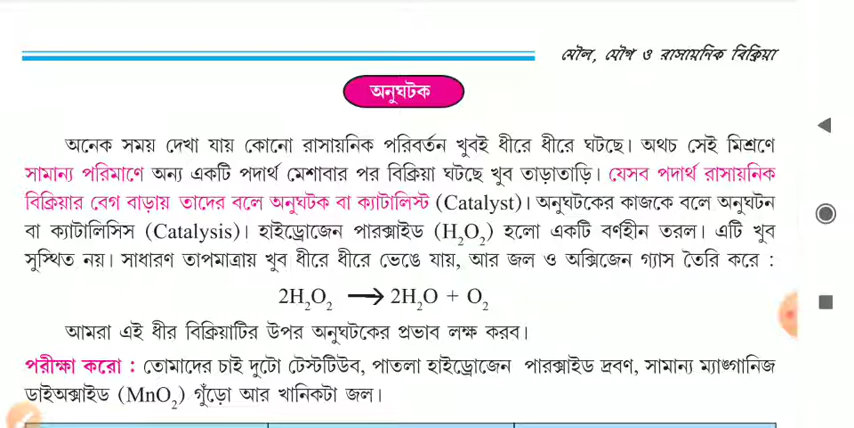 মৌল, যৌগ ও রাসায়নিক বিক্রিয়া
অনুঘটক
অনেক সময় দেখা যায় কোনো রাসায়নিক পরিবর্তন খুবই ধীরে ধীরে ঘটছে। অথচ সেই মিশ্রণে
সামান্য পরিমাণে অন্য একটি পদার্থ মেশাবার পর বিক্রিয়া ঘটছে খুব তাড়াতাড়ি। যেসব পদার্থ রাসায়নিক
বিক্রিয়ার বেগ বাড়ায় তাদের বলে অনুঘটক বা ক্যাটালিস্ট (Catalyst)। অনুঘটকের কাজকে বলে অনুঘটন
বা ক্যাটালিসিস (Catalysis)। হাইড্রোজেন পারক্সাইড (H₂O₂) হলো একটি বর্ণহীন তরল। এটি খুব
সুস্থিত নয়। সাধারণ তাপমাত্রায় খুব ধীরে ধীরে ভেঙে যায়, আর জল ও অক্সিজেন গ্যাস তৈরি করে :
2H₂O₂ ⟶ 2H₂O + O₂
আমরা এই ধীর বিক্রিয়াটির উপর অনুঘটকের প্রভাব লক্ষ করব।
পরীক্ষা করো : তোমাদের চাই দুটো টেস্টটিউব, পাতলা হাইড্রোজেন পারক্সাইড দ্রবণ, সামান্য ম্যাঙ্গানিজ
ডাইঅক্সাইড (MnO₂) গুঁড়ো আর খানিকটা জল।